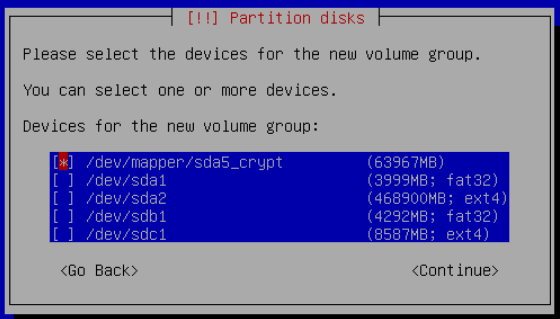 [!!] Partition disks
Please select the devices for the new volume group.
You can select one or more devices.
Devices for the new volume group:
[*] /dev/mapper/sda5_crypt (63967MB)
[ ] /dev/sda1 (3999MB; fat32)
[ ] /dev/sda2 (468900MB; ext4)
[ ] /dev/sdb1 (4292MB; fat32)
[ ] /dev/sdc1 (8587MB; ext4)
<Go Back> <Continue>